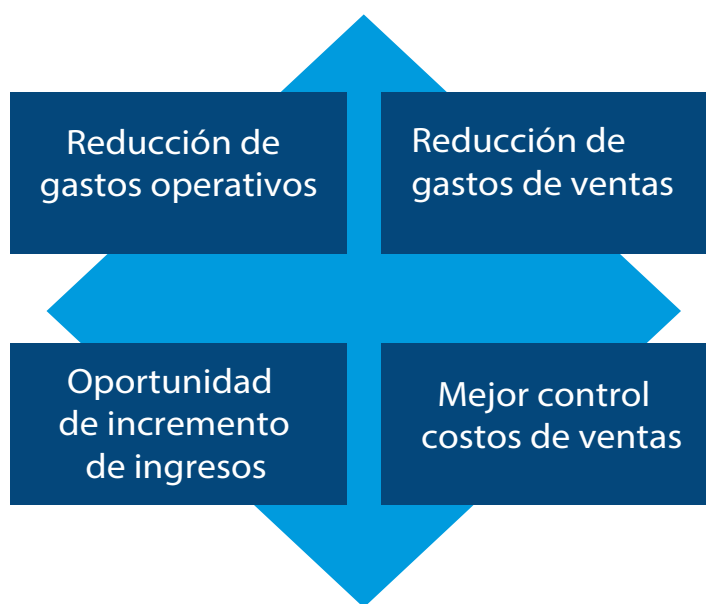 Reducción de
gastos operativos
Reducción de
gastos de ventas
Oportunidad
de incremento
de ingresos
Mejor control
costos de ventas